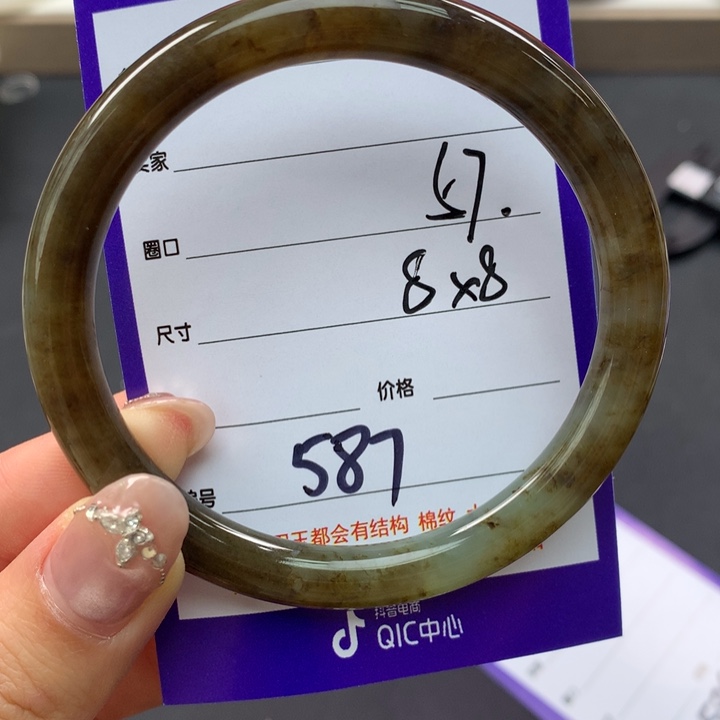 家
圈口 57.
尺寸 8x8
价格
号 587
都会有结构 棉纹
抖音电商
QIC中心